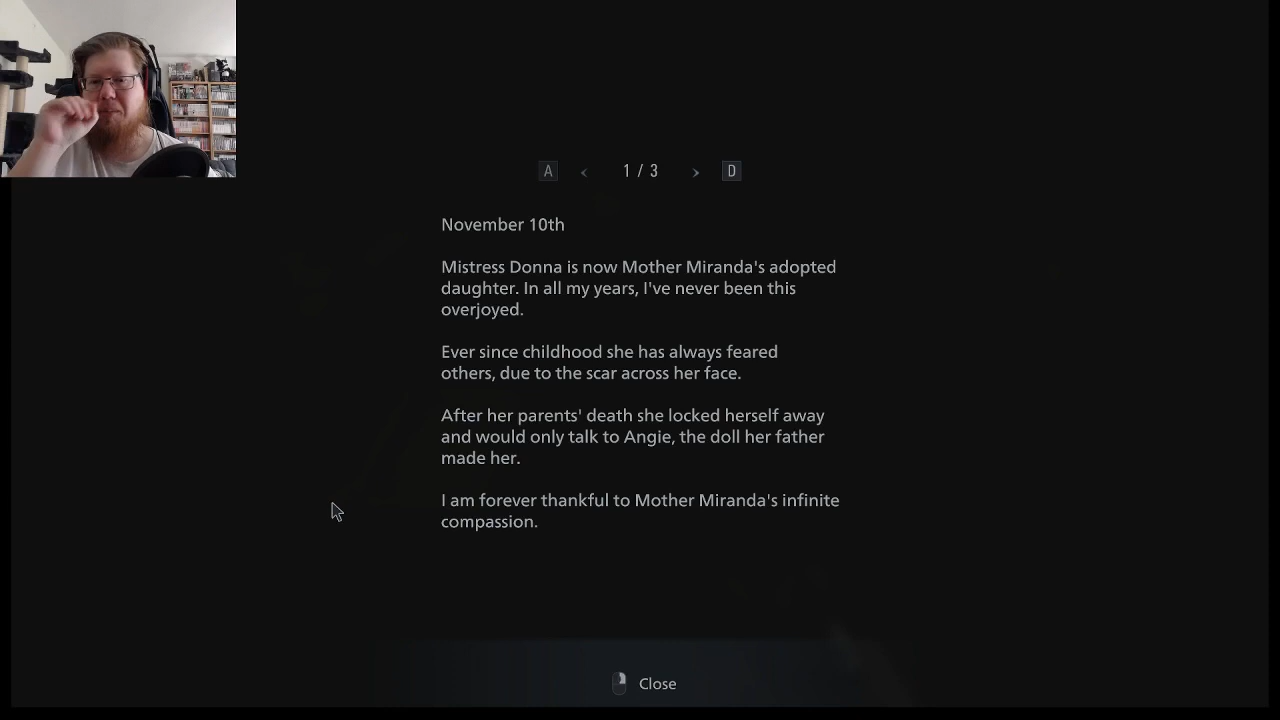 A < 1 / 3 > D
November 10th
Mistress Donna is now Mother Miranda's adopted
daughter. In all my years, I've never been this
overjoyed.
Ever since childhood she has always feared
others, due to the scar across her face.
After her parents' death she locked herself away
and would only talk to Angie, the doll her father
made her.
I am forever thankful to Mother Miranda's infinite
compassion.
Close